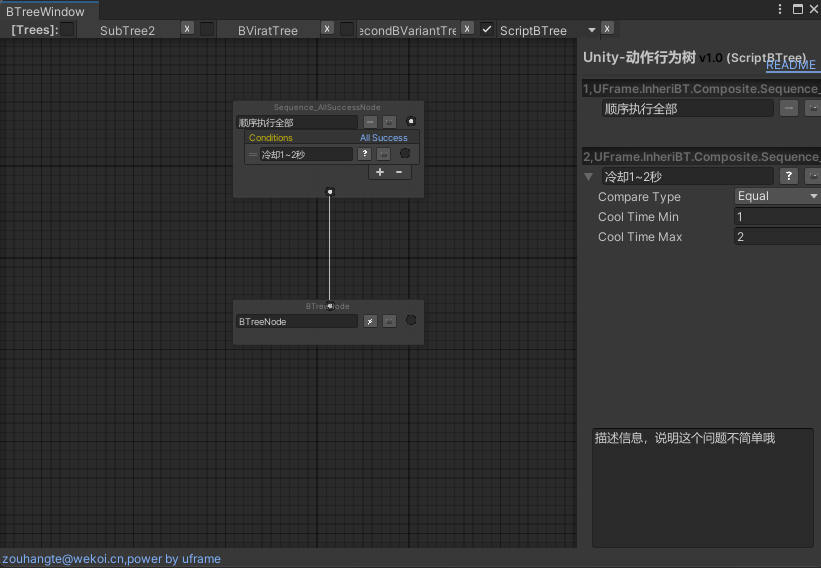 BTreeWindow
[Trees]:
SubTree2
x
BViratTree
x
econdBVariantTre
x
ScriptBTree
x
Unity-动作行为树 v1.0 (ScriptBTree)
README
1,UFrame.InheriBT.Composite.Sequence_
顺序执行全部
2,UFrame.InheriBT.Composite.Sequence_
冷却1~2秒
?
Compare Type
Equal
Cool Time Min
1
Cool Time Max
2
Sequence_AllSuccessNode
顺序执行全部
Conditions
All Success
=
冷却1~2秒
?
+
−
BTreeNode
描述信息，说明这个问题不简单哦
zouhangte@wekoi.cn,power by uframe